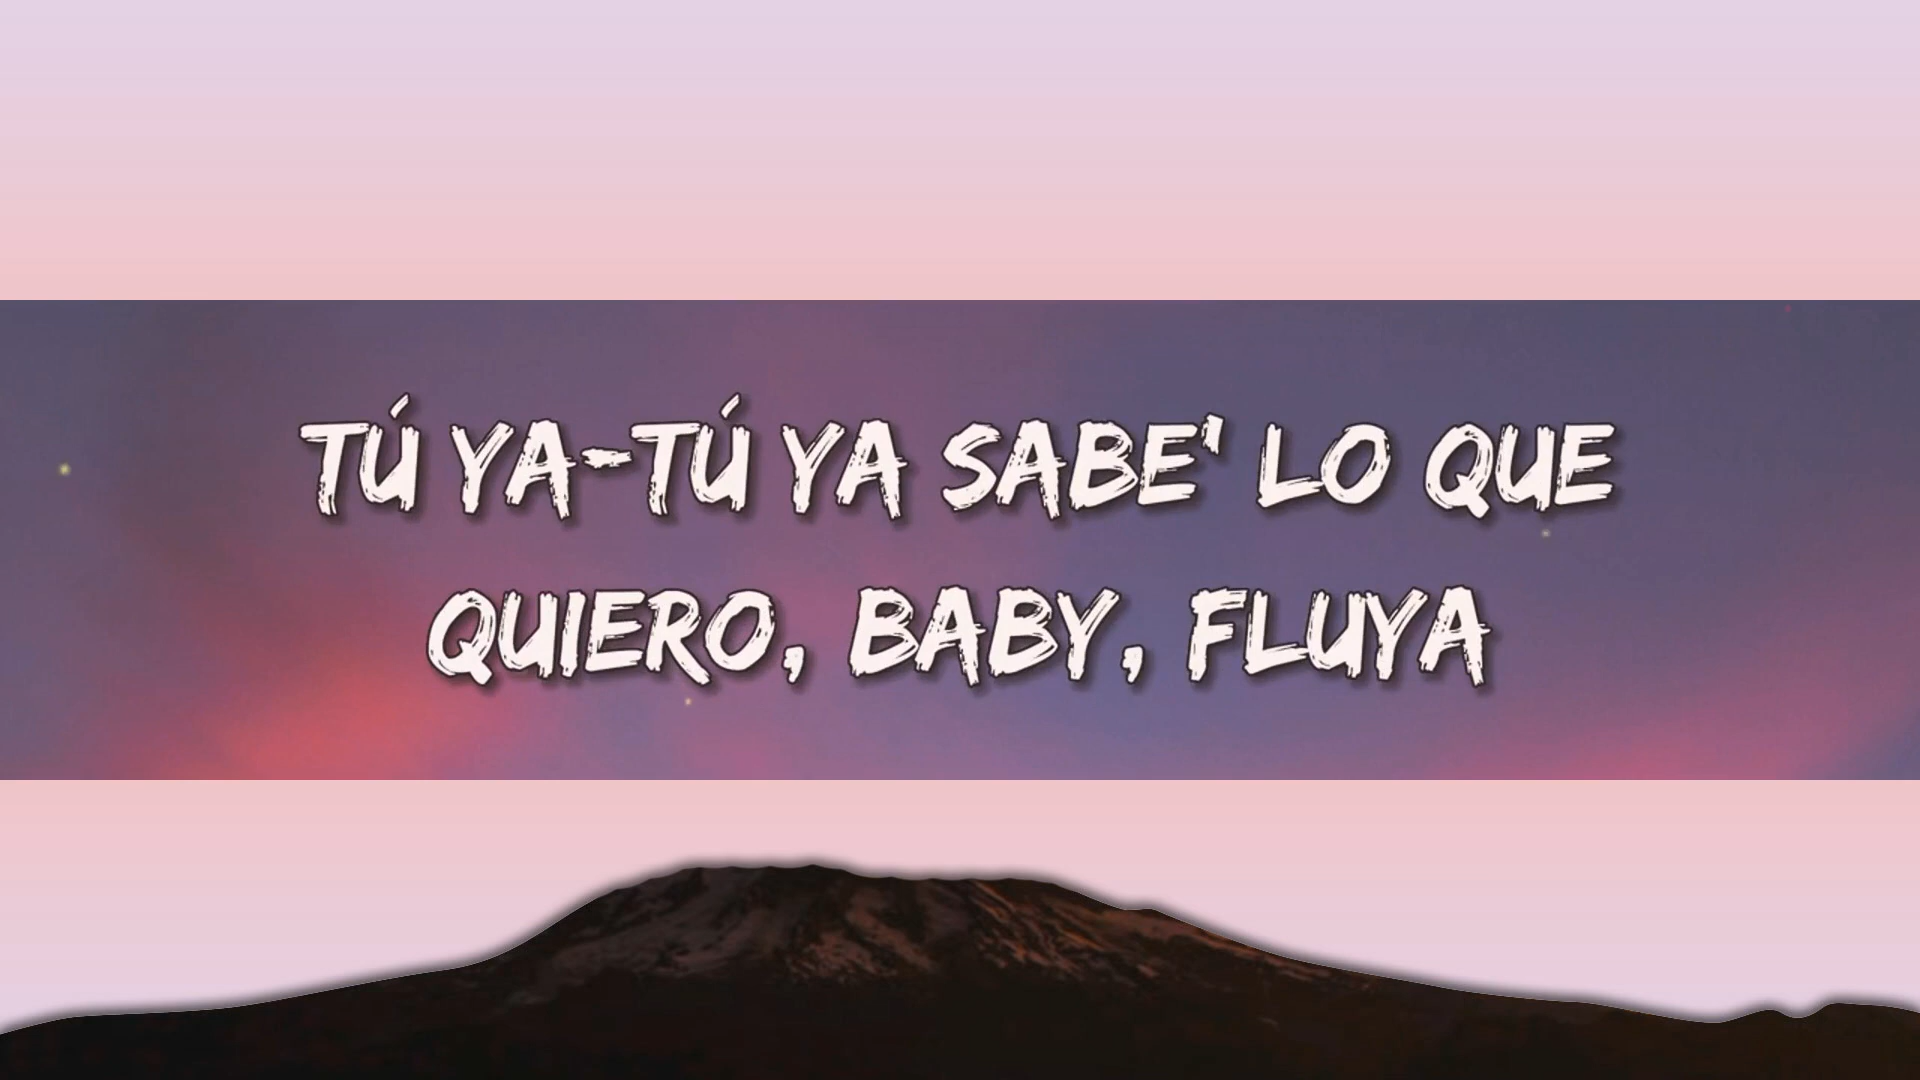 TÚ YA-TÚ YA SABE' LO QUE
QUIERO, BABY, FLUYA